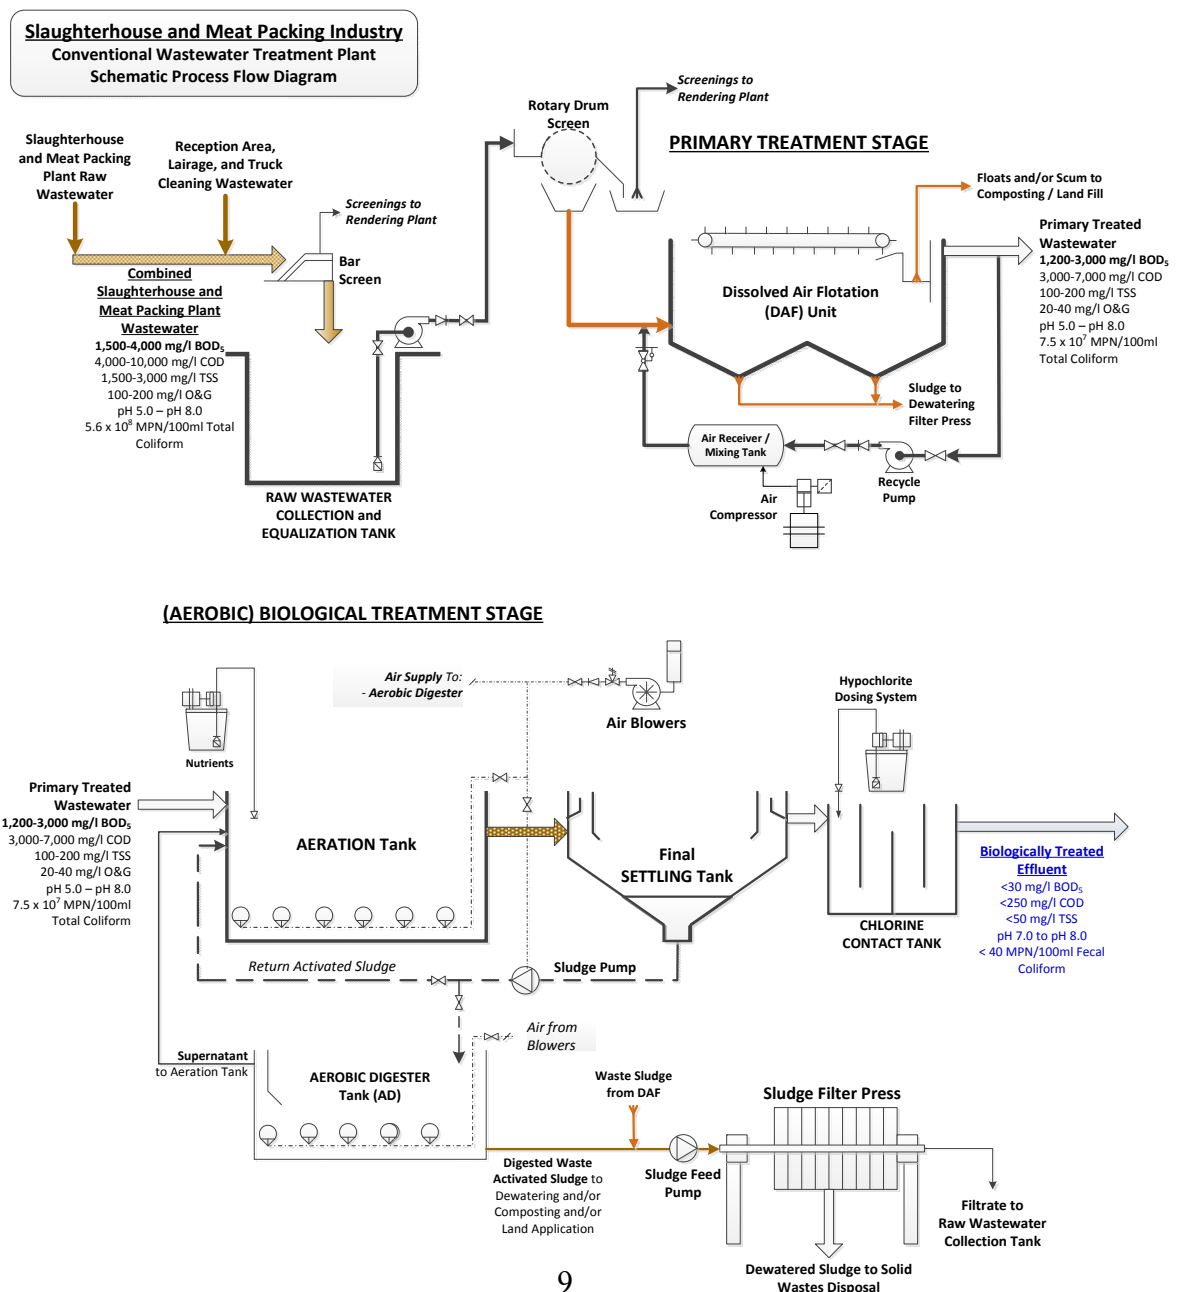 Slaughterhouse and Meat Packing Industry
Conventional Wastewater Treatment Plant
Schematic Process Flow Diagram
Slaughterhouse
and Meat Packing
Plant Raw
Wastewater
Reception Area,
Lairage, and Truck
Cleaning Wastewater
Screenings to
Rendering Plant
Bar
Screen
Combined
Slaughterhouse and
Meat Packing Plant
Wastewater
1,500-4,000 mg/l BOD₅
4,000-10,000 mg/l COD
1,500-3,000 mg/l TSS
100-200 mg/l O&G
pH 5.0 – pH 8.0
5.6 x 10⁸ MPN/100ml Total
Coliform
RAW WASTEWATER
COLLECTION and
EQUALIZATION TANK
Rotary Drum
Screen
Screenings to
Rendering Plant
PRIMARY TREATMENT STAGE
Floats and/or Scum to
Composting / Land Fill
Dissolved Air Flotation
(DAF) Unit
Primary Treated
Wastewater
1,200-3,000 mg/l BOD₅
3,000-7,000 mg/l COD
100-200 mg/l TSS
20-40 mg/l O&G
pH 5.0 – pH 8.0
7.5 x 10⁷ MPN/100ml
Total Coliform
Sludge to
Dewatering
Filter Press
Air Receiver /
Mixing Tank
Recycle
Pump
Air
Compressor
(AEROBIC) BIOLOGICAL TREATMENT STAGE
Nutrients
Air Supply To:
- Aerobic Digester
Air Blowers
Hypochlorite
Dosing System
Primary Treated
Wastewater
1,200-3,000 mg/l BOD₅
3,000-7,000 mg/l COD
100-200 mg/l TSS
20-40 mg/l O&G
pH 5.0 – pH 8.0
7.5 x 10⁷ MPN/100ml
Total Coliform
AERATION Tank
Final
SETTLING Tank
CHLORINE
CONTACT TANK
Biologically Treated
Effluent
<30 mg/l BOD₅
<250 mg/l COD
<50 mg/l TSS
pH 7.0 to pH 8.0
< 40 MPN/100ml Fecal
Coliform
Return Activated Sludge
Sludge Pump
Air from
Blowers
Supernatant
to Aeration Tank
AEROBIC DIGESTER
Tank (AD)
Waste Sludge
from DAF
Sludge Filter Press
Digested Waste
Activated Sludge to
Dewatering and/or
Composting and/or
Land Application
Sludge Feed
Pump
Filtrate to
Raw Wastewater
Collection Tank
Dewatered Sludge to Solid
Wastes Disposal
9